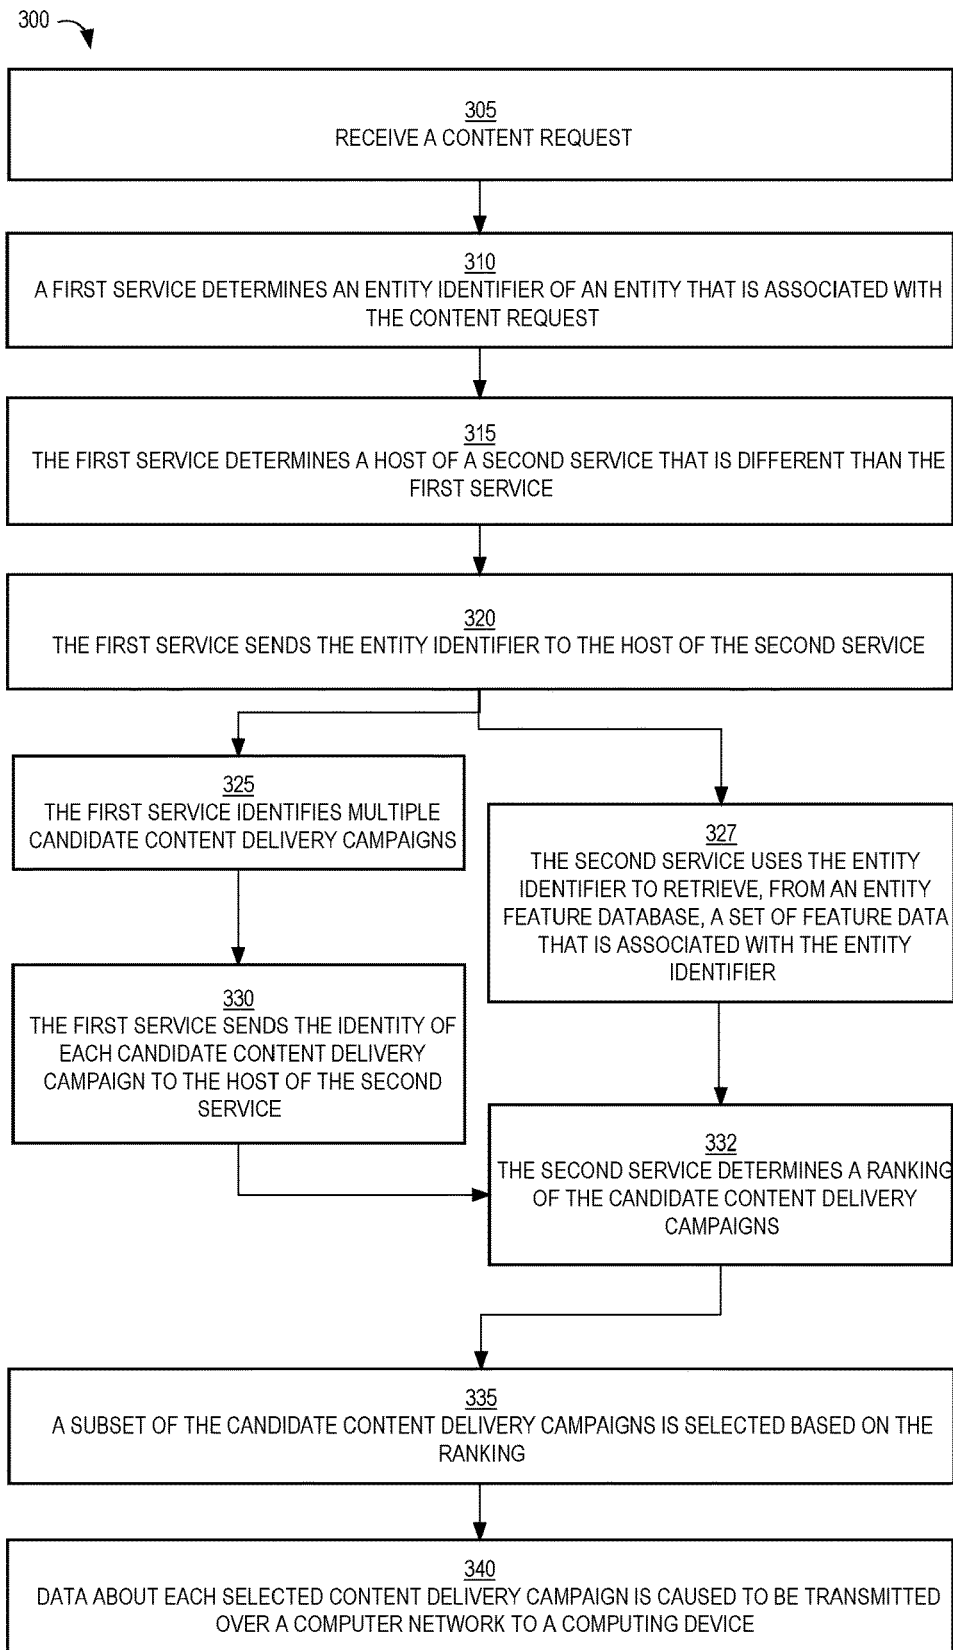 300
305
RECEIVE A CONTENT REQUEST
310
A FIRST SERVICE DETERMINES AN ENTITY IDENTIFIER OF AN ENTITY THAT IS ASSOCIATED WITH
THE CONTENT REQUEST
315
THE FIRST SERVICE DETERMINES A HOST OF A SECOND SERVICE THAT IS DIFFERENT THAN THE
FIRST SERVICE
320
THE FIRST SERVICE SENDS THE ENTITY IDENTIFIER TO THE HOST OF THE SECOND SERVICE
325
THE FIRST SERVICE IDENTIFIES MULTIPLE
CANDIDATE CONTENT DELIVERY CAMPAIGNS
327
THE SECOND SERVICE USES THE ENTITY
IDENTIFIER TO RETRIEVE, FROM AN ENTITY
FEATURE DATABASE, A SET OF FEATURE DATA
THAT IS ASSOCIATED WITH THE ENTITY
IDENTIFIER
330
THE FIRST SERVICE SENDS THE IDENTITY OF
EACH CANDIDATE CONTENT DELIVERY
CAMPAIGN TO THE HOST OF THE SECOND
SERVICE
332
THE SECOND SERVICE DETERMINES A RANKING
OF THE CANDIDATE CONTENT DELIVERY
CAMPAIGNS
335
A SUBSET OF THE CANDIDATE CONTENT DELIVERY CAMPAIGNS IS SELECTED BASED ON THE
RANKING
340
DATA ABOUT EACH SELECTED CONTENT DELIVERY CAMPAIGN IS CAUSED TO BE TRANSMITTED
OVER A COMPUTER NETWORK TO A COMPUTING DEVICE